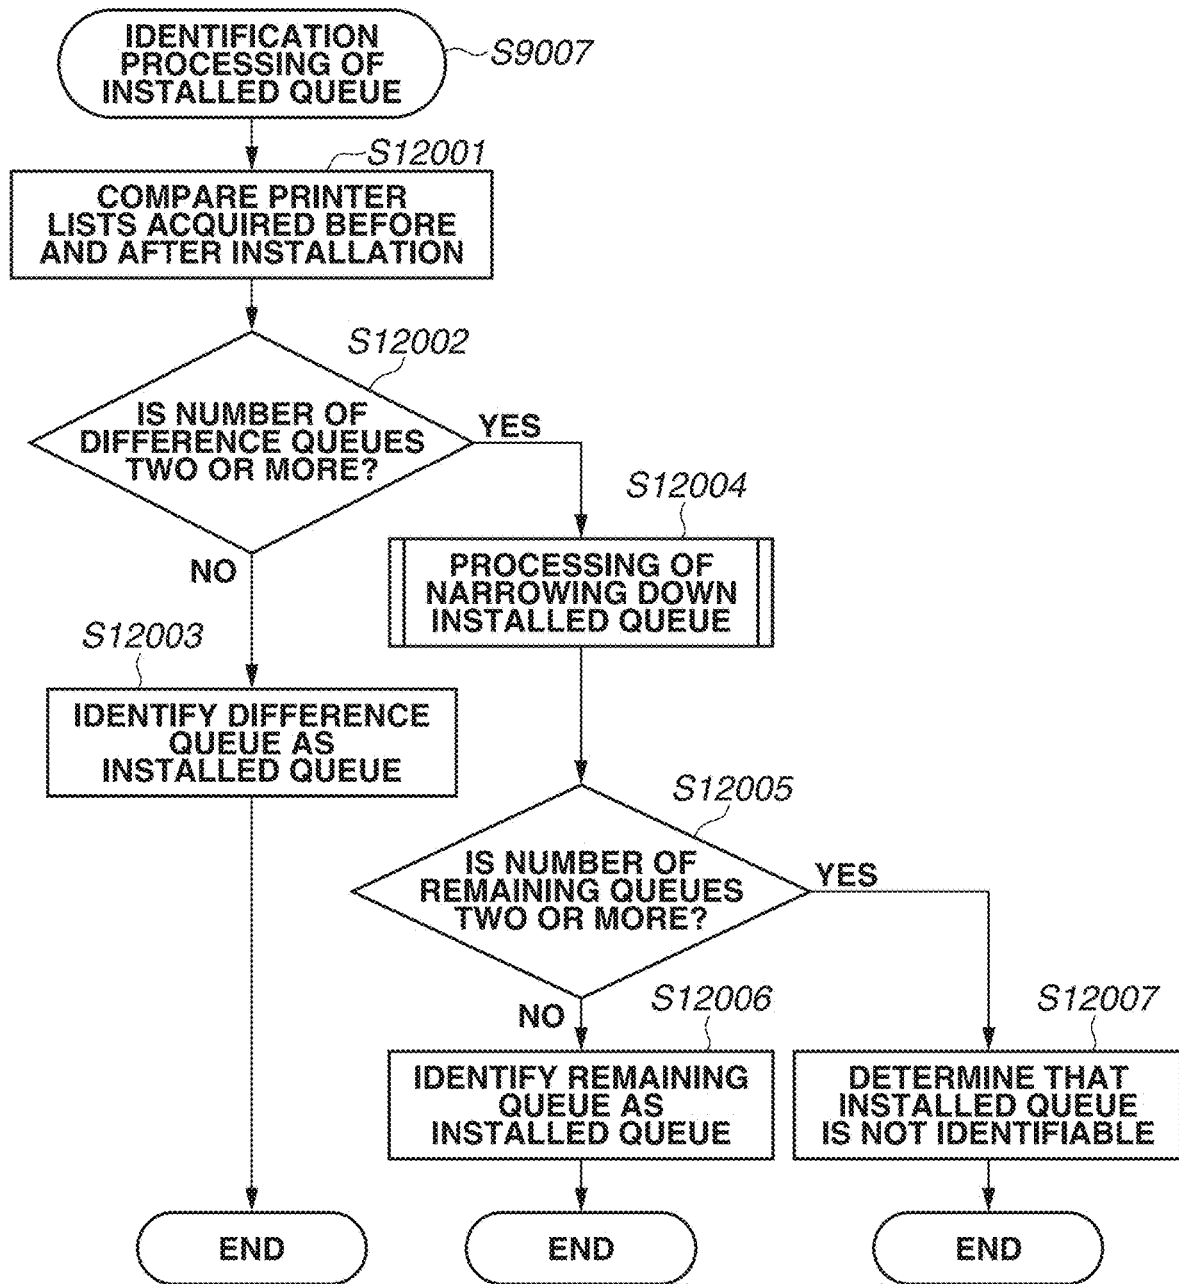 IDENTIFICATION
PROCESSING OF
INSTALLED QUEUE
S9007
S12001
COMPARE PRINTER
LISTS ACQUIRED BEFORE
AND AFTER INSTALLATION
S12002
IS NUMBER OF
DIFFERENCE QUEUES
TWO OR MORE?
YES
NO
S12004
PROCESSING OF
NARROWING DOWN
INSTALLED QUEUE
S12003
IDENTIFY DIFFERENCE
QUEUE AS
INSTALLED QUEUE
S12005
IS NUMBER OF
REMAINING QUEUES
TWO OR MORE?
YES
NO
S12006
IDENTIFY REMAINING
QUEUE AS
INSTALLED QUEUE
S12007
DETERMINE THAT
INSTALLED QUEUE
IS NOT IDENTIFIABLE
END
END
END